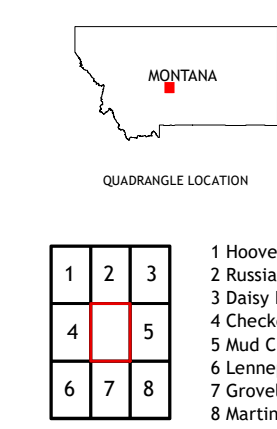 MONTANA
QUADRANGLE LOCATION
1 2 3
4 5
6 7 8
1 Hoove
2 Russia
3 Daisy
4 Check
5 Mud C
6 Lenne
7 Grovel
8 Martin